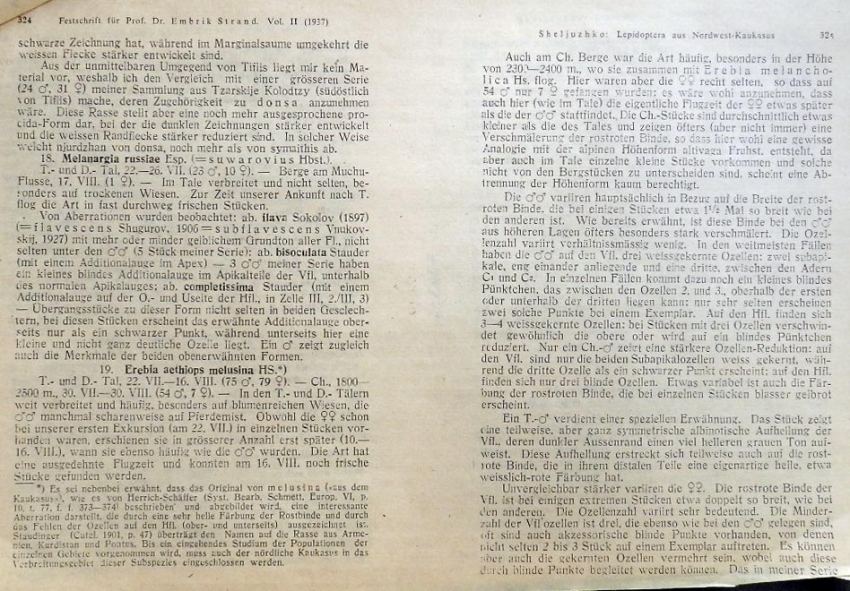 324 Festschrift für Prof. Dr. Embrik Strand. Vol. II (1937)
schwarze Zeichnung hat, während im Marginalsaume umgekehrt die
weissen Flecke stärker entwickelt sind.
Aus der unmittelbaren Umgegend von Tiflis liegt mir kein Ma-
terial vor, weshalb ich den Vergleich mit einer grösseren Serie
(24 ♂, 31 ♀) meiner Sammlung aus Tzarskije Kolodtzy (südöstlich
von Tiflis) mache, deren Zugehörigkeit zu donsa anzunehmen
wäre. Diese Rasse stellt aber eine noch mehr ausgesprochene pro-
cida-Form dar, bei der die dunklen Zeichnungen stärker entwickelt
und die weissen Randflecke stärker reduziert sind. In solcher Weise
weicht njurdzhan von donsa, noch mehr als von symaithis ab.
18. Melanargia russiae Esp. (= suwarovius Hbst.).
T.- und D.- Tal, 22.—26. VII. (23 ♂, 10 ♀). — Berge am Muchu-
Flusse, 17. VIII. (1 ♀). — Im Tale verbreitet und nicht selten, be-
sonders auf trockenen Wiesen. Zur Zeit unserer Ankunft nach T.
flog die Art in fast durchweg frischen Stücken.
Von Aberrationen wurden beobachtet: ab. flava Sokolov (1897)
(= flavescens Shugurov, 1906 = subflavescens Vnukov-
skij, 1927) mit mehr oder minder gelblichem Grundton aller Fl., nicht
selten unter den ♂♂ (5 Stück meiner Serie); ab. bisoculata Stauder
(mit einem Additionalauge im Apex) — 3 ♂♂ meiner Serie haben
ein kleines blindes Additionalauge im Apikalteile der Vfl. unterhalb
des normalen Apikalauges; ab. completissima Stauder (mit einem
Additionalauge auf der O.- und Useite der Hfl., in Zelle III, 2./III, 3)
— Übergangsstücke zu dieser Form nicht selten in beiden Geschlech-
tern, bei diesen Stücken erscheint das erwähnte Additionalauge ober-
seits nur als ein schwarzer Punkt, während unterseits hier eine
kleine und nicht ganz deutliche Ozelle liegt. Ein ♂ zeigt zugleich
auch die Merkmale der beiden obenerwähnten Formen.
19. Erebia aethiops melusina HS.*)
T.- und D.- Tal, 22. VII.—16. VIII. (75 ♂, 79 ♀). — Ch., 1800—
2500 m., 30. VII.—30. VIII. (54 ♂, 7 ♀). — In den T.- und D.- Tälern
weit verbreitet und häufig, besonders auf blumenreichen Wiesen, die
♂♂ manchmal scharenweise auf Pferdemist. Obwohl die ♀♀ schon
bei unserer ersten Exkursion (am 22. VII.) in einzelnen Stücken vor-
handen waren, erschienen sie in grösserer Anzahl erst später (10.—
16. VIII.), wann sie ebenso häufig wie die ♂♂ wurden. Die Art hat
eine ausgedehnte Flugzeit und konnten am 16. VIII. noch frische
Stücke gefunden werden.
*) Es sei nebenbei erwähnt, dass das Original von melusina («aus dem
Kaukasus»), wie es von Herrich-Schäffer (Syst. Bearb. Schmett. Europ. VI, p.
10, t. 77, f. f. 373—374) beschrieben und abgebildet wird, eine interessante
Aberration darstellt, die durch eine sehr helle Färbung der Rostbinde und durch
das Fehlen der Ozellen auf den Hfl. (ober- und unterseits) ausgezeichnet ist.
Staudinger (Catal. 1901, p. 47) überträgt den Namen auf die Rasse aus Arme-
nien, Kurdistan und Pontus. Bis ein eingehendes Studium der Populationen der
einzelnen Gebiete vorgenommen wird, muss auch der nördliche Kaukasus in das
Verbreitungsgebiet dieser Subspezies eingeschlossen werden.
Sheljuzhko: Lepidoptera aus Nordwest-Kaukasus 325
Auch am Ch. Berge war die Art häufig, besonders in der Höhe
von 2300—2400 m., wo sie zusammen mit Erebia melancho-
lica Hs. flog. Hier waren aber die ♀♀ recht selten, so dass auf
54 ♂ nur 7 ♀ gefangen wurden; es wäre wohl anzunehmen, dass
auch hier (wie im Tale) die eigentliche Flugzeit der ♀♀ etwas später
als die der ♂♂ stattfindet. Die Ch.-Stücke sind durchschnittlich etwas
kleiner als die des Tales und zeigen öfters (aber nicht immer) eine
Verschmälerung der rostroten Binde, so dass hier wohl eine gewisse
Analogie mit der alpinen Höhenform altivaga Fruhst. entsteht, da
aber auch im Tale einzelne kleine Stücke vorkommen und solche
nicht von den Bergstücken zu unterscheiden sind, scheint eine Ab-
trennung der Höhenform kaum berechtigt.
Die ♂♂ variiren hauptsächlich in Bezug auf die Breite der rost-
roten Binde, die bei einigen Stücken etwa 1½ Mal so breit wie bei
den anderen ist. Wie bereits erwähnt, ist diese Binde bei den ♂♂
aus höheren Lagen öfters besonders stark verschmälert. Die Ozel-
lenzahl variirt verhältnissmässig wenig. In den weitmeisten Fällen
haben die ♂♂ auf den Vfl. drei weissgekernte Ozellen: zwei subapi-
kale, eng einander anliegende und eine dritte, zwischen den Adern
C₁ und C₂. In einzelnen Fällen kommt dazu noch ein kleines blindes
Pünktchen, das zwischen den Ozellen 2. und 3. oberhalb der ersten
oder unterhalb der dritten liegen kann; nur sehr selten erscheinen
zwei solche Punkte bei einem Exemplar. Auf den Hfl. finden sich
3—4 weissgekernte Ozellen; bei Stücken mit drei Ozellen verschwin-
det gewöhnlich die obere oder wird auf ein blindes Pünktchen
reduziert. Nur ein Ch.-♂ zeigt eine stärkere Ozellen-Reduktion: auf
den Vfl. sind nur die beiden Subapikalozellen weiss gekernt, wäh-
rend die dritte Ozelle als ein schwarzer Punkt erscheint; auf den Hfl.
finden sich nur drei blinde Ozellen. Etwas variabel ist auch die Fär-
bung der rostroten Binde, die bei einzelnen Stücken blasser gelbrot
erscheint.
Ein T.-♂ verdient einer speziellen Erwähnung. Das Stück zeigt
eine teilweise, aber ganz symmetrische albinotische Aufhellung der
Vfl., deren dunkler Aussenrand einen viel helleren grauen Ton auf-
weist. Diese Aufhellung erstreckt sich teilweise auch auf die rost-
rote Binde, die in ihrem distalen Teile eine eigenartige helle, etwa
weisslich-rote Färbung hat.
Unvergleichbar stärker variiren die ♀♀. Die rostrote Binde der
Vfl. ist bei einigen extremen Stücken etwa doppelt so breit, wie bei
den anderen. Die Ozellenzahl variirt sehr bedeutend. Die Minder-
zahl der Vflozellen ist drei, die ebenso wie bei den ♂♂ gelegen sind,
oft sind auch akzessorische blinde Punkte vorhanden, von denen
nicht selten 2 bis 3 Stück auf einem Exemplar auftreten. Es können
aber auch die gekernten Ozellen vermehrt sein, wobei auch diese
durch blinde Punkte begleitet werden können. Das in meiner Serie